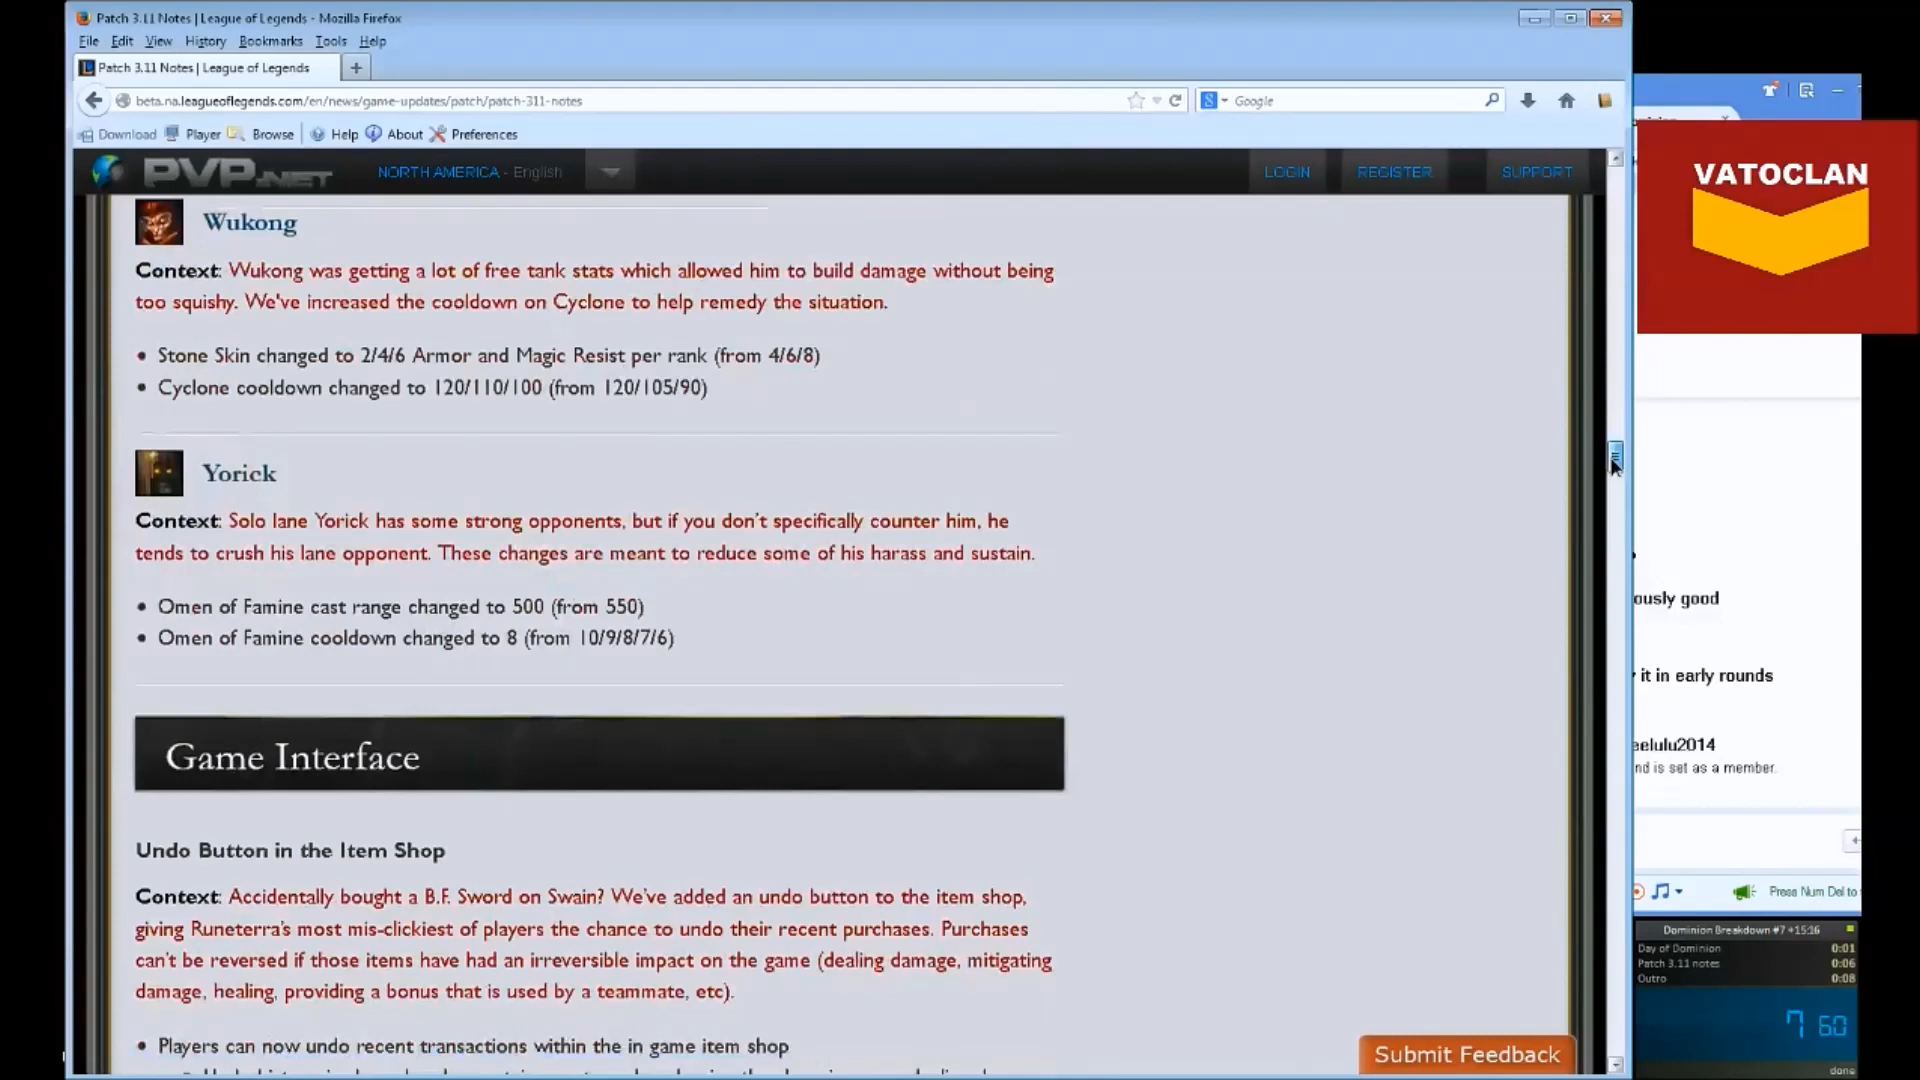 Patch 3.11 Notes | League of Legends - Mozilla Firefox
File Edit View History Bookmarks Tools Help
Patch 3.11 Notes | League of Legends
beta.na.leagueoflegends.com/en/news/game-updates/patch/patch-311-notes
Google
Download Player Browse Help About Preferences
PVP.NET
NORTH AMERICA - English
LOGIN
REGISTER
SUPPORT
VATOCLAN
Wukong
Context: Wukong was getting a lot of free tank stats which allowed him to build damage without being
too squishy. We've increased the cooldown on Cyclone to help remedy the situation.
• Stone Skin changed to 2/4/6 Armor and Magic Resist per rank (from 4/6/8)
• Cyclone cooldown changed to 120/110/100 (from 120/105/90)
Yorick
Context: Solo lane Yorick has some strong opponents, but if you don't specifically counter him, he
tends to crush his lane opponent. These changes are meant to reduce some of his harass and sustain.
• Omen of Famine cast range changed to 500 (from 550)
• Omen of Famine cooldown changed to 8 (from 10/9/8/7/6)
Game Interface
Undo Button in the Item Shop
Context: Accidentally bought a B.F. Sword on Swain? We've added an undo button to the item shop,
giving Runeterra's most mis-clickiest of players the chance to undo their recent purchases. Purchases
can't be reversed if those items have had an irreversible impact on the game (dealing damage, mitigating
damage, healing, providing a bonus that is used by a teammate, etc).
• Players can now undo recent transactions within the in game item shop
Submit Feedback
ously good
it in early rounds
eelulu2014
nd is set as a member.
Press Num Del to
Dominion Breakdown #7 +15:16
Day of Dominion 0:01
Patch 3.11 notes 0:06
Outro 0:08
7 60
done